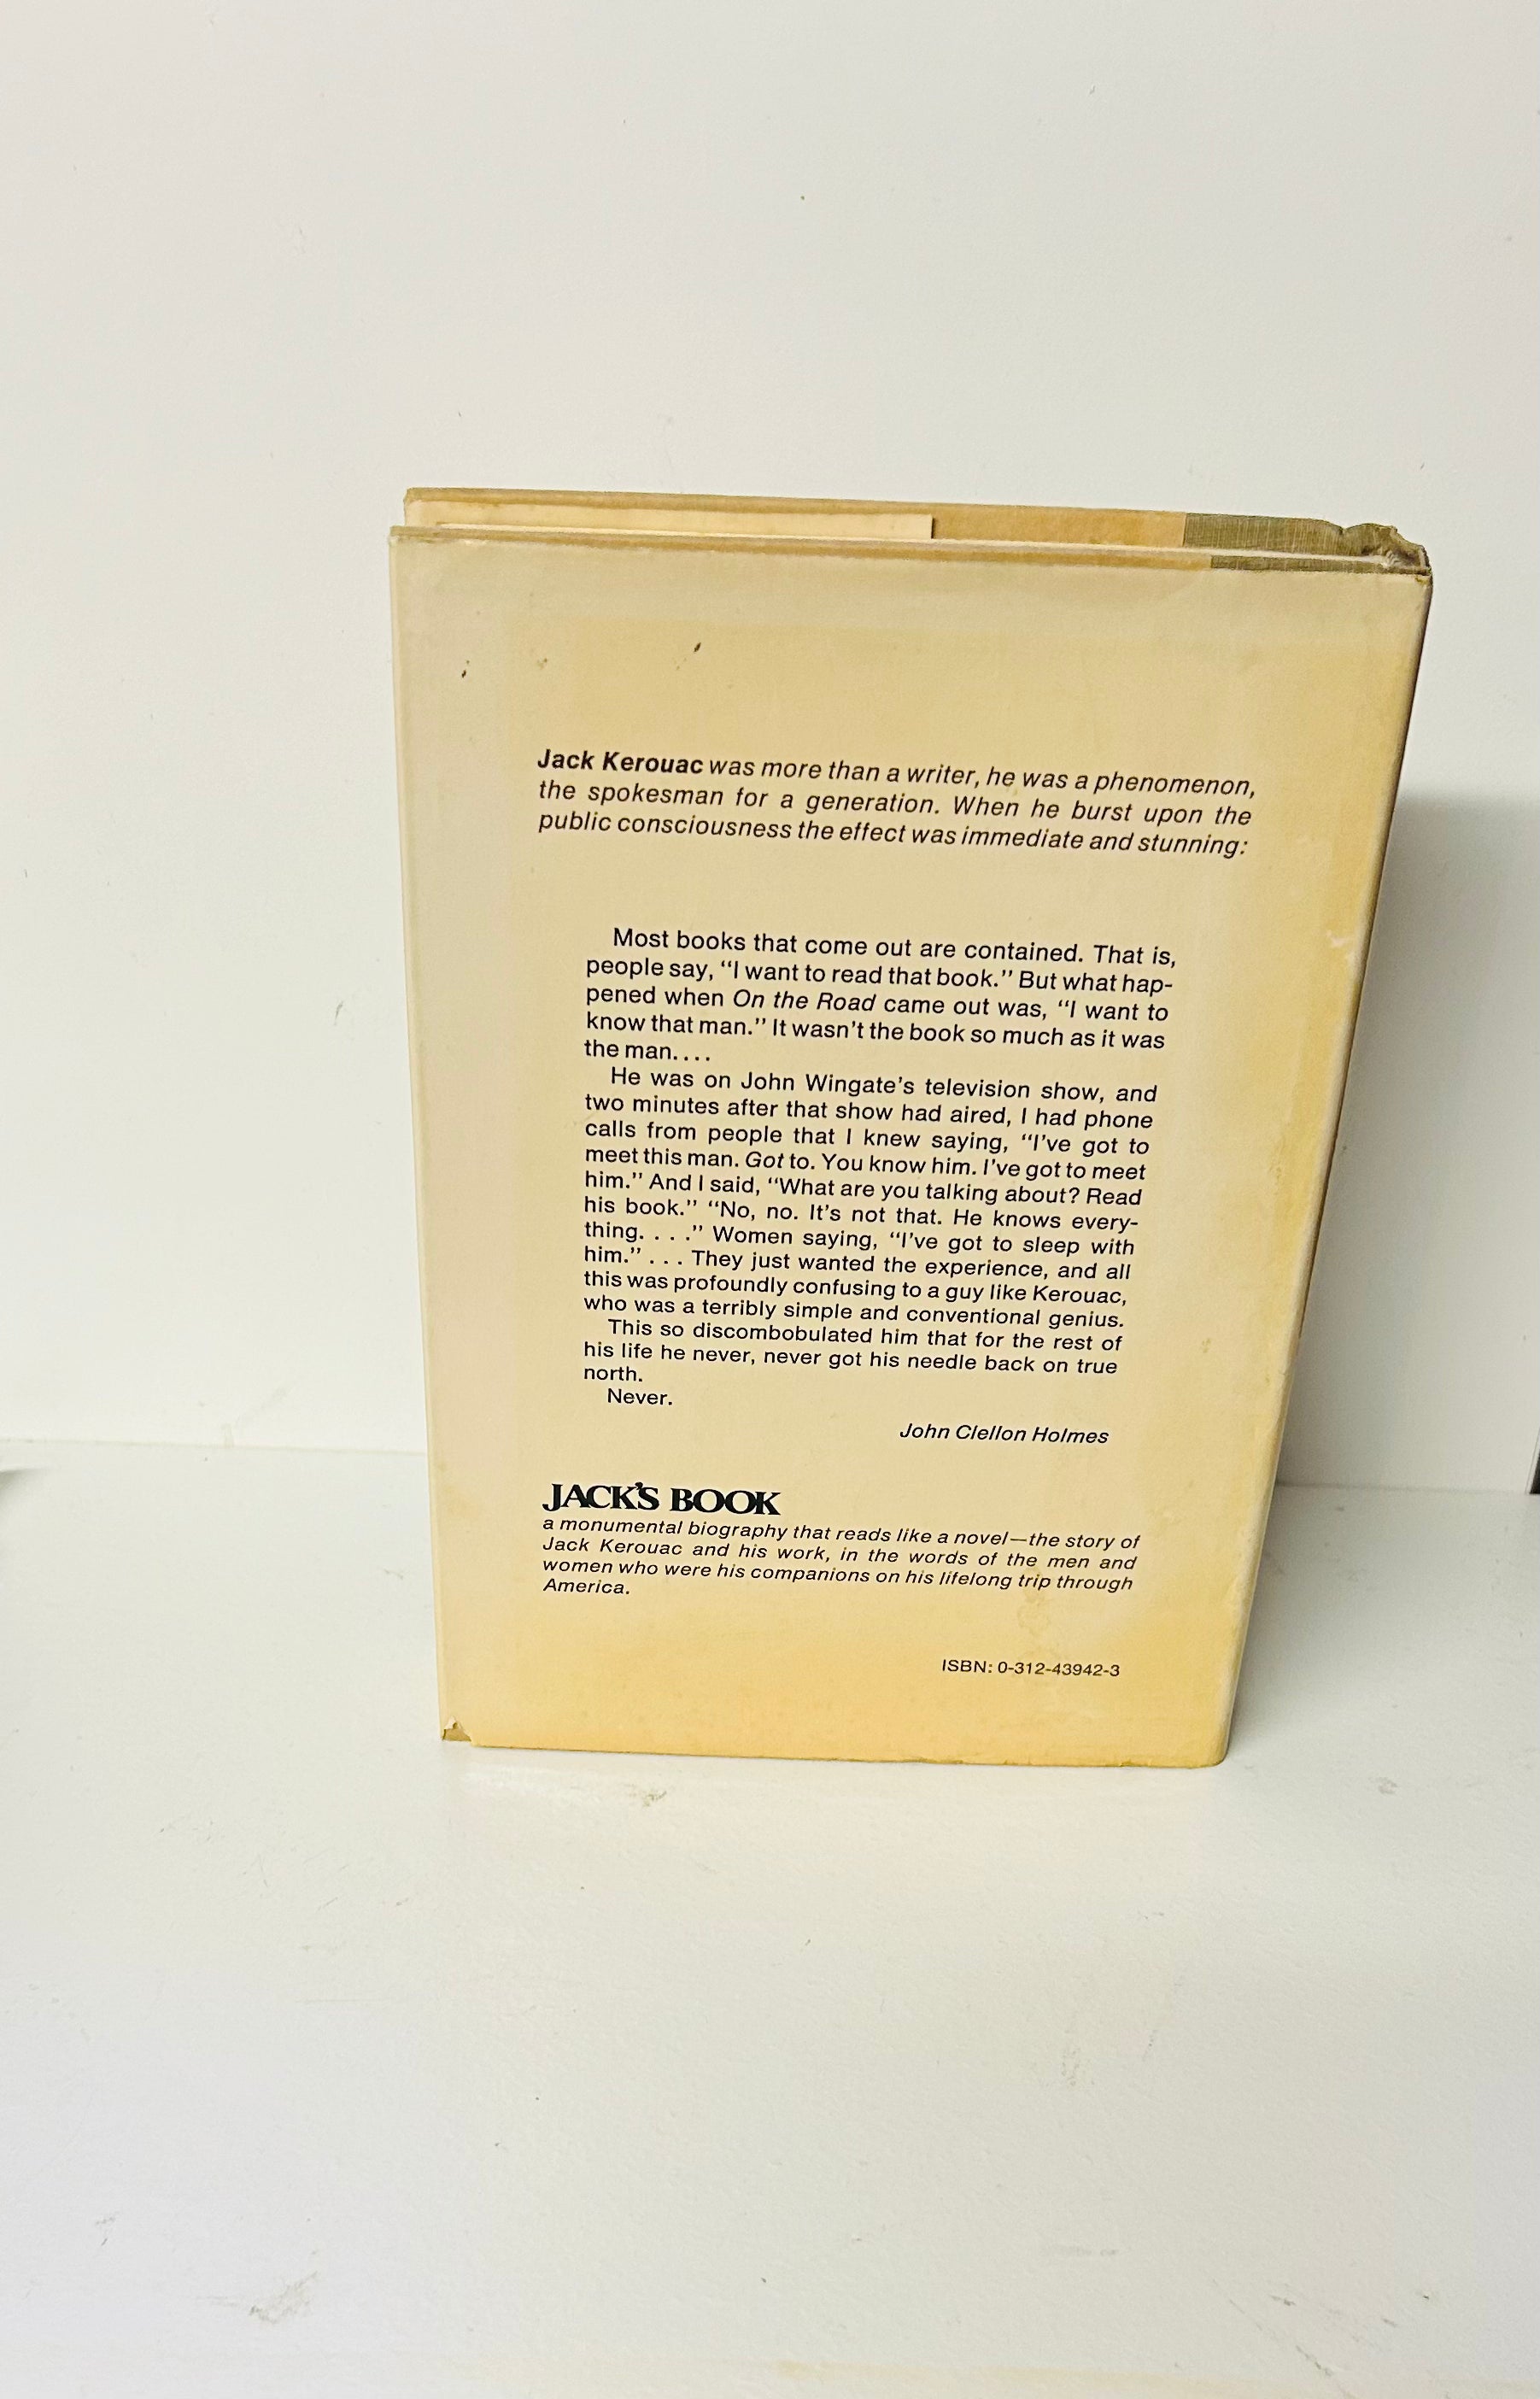 Jack Kerouac was more than a writer, he was a phenomenon,
the spokesman for a generation. When he burst upon the
public consciousness the effect was immediate and stunning:
Most books that come out are contained. That is,
people say, “I want to read that book.” But what hap-
pened when On the Road came out was, “I want to
know that man.” It wasn’t the book so much as it was
the man....
He was on John Wingate’s television show, and
two minutes after that show had aired, I had phone
calls from people that I knew saying, “I’ve got to
meet this man. Got to. You know him. I’ve got to meet
him.” And I said, “What are you talking about? Read
his book.” “No, no. It’s not that. He knows every-
thing. . . .” Women saying, “I’ve got to sleep with
him.” . . . They just wanted the experience, and all
this was profoundly confusing to a guy like Kerouac,
who was a terribly simple and conventional genius.
This so discombobulated him that for the rest of
his life he never, never got his needle back on true
north.
Never.
John Clellon Holmes
JACK’S BOOK
a monumental biography that reads like a novel—the story of
Jack Kerouac and his work, in the words of the men and
women who were his companions on his lifelong trip through
America.
ISBN: 0-312-43942-3